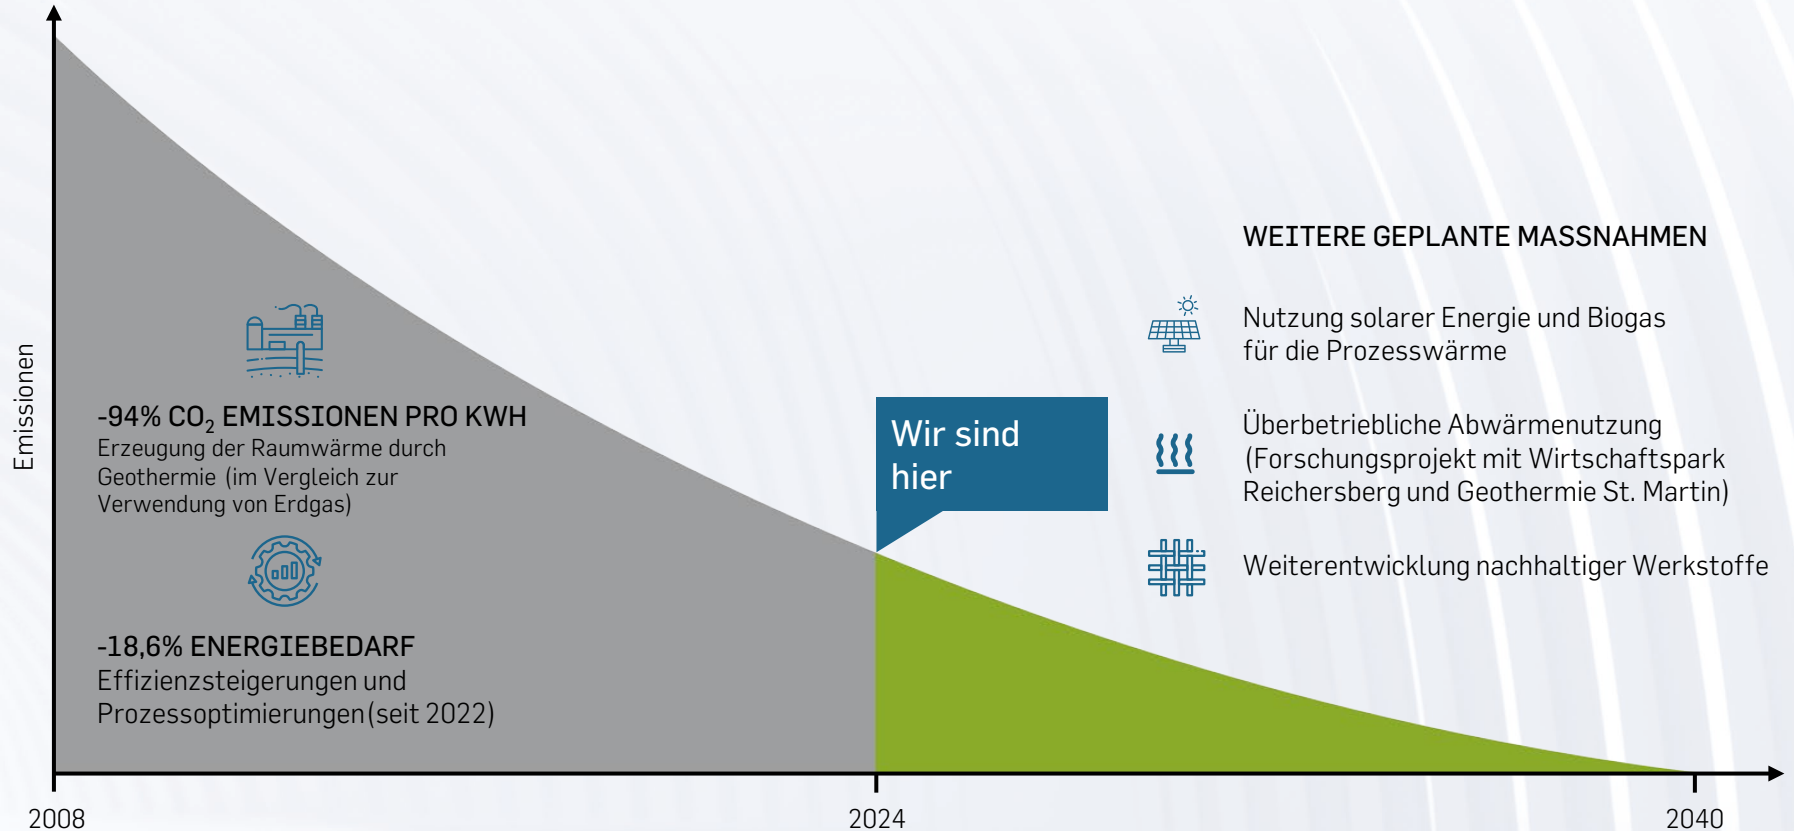 Emissionen
-94% CO₂ EMISSIONEN PRO KWH
Erzeugung der Raumwärme durch
Geothermie (im Vergleich zur
Verwendung von Erdgas)
-18,6% ENERGIEBEDARF
Effizienzsteigerungen und
Prozessoptimierungen (seit 2022)
Wir sind
hier
WEITERE GEPLANTE MASSNAHMEN
Nutzung solarer Energie und Biogas
für die Prozesswärme
Überbetriebliche Abwärmenutzung
(Forschungsprojekt mit Wirtschaftspark
Reichersberg und Geothermie St. Martin)
Weiterentwicklung nachhaltiger Werkstoffe
2008
2024
2040